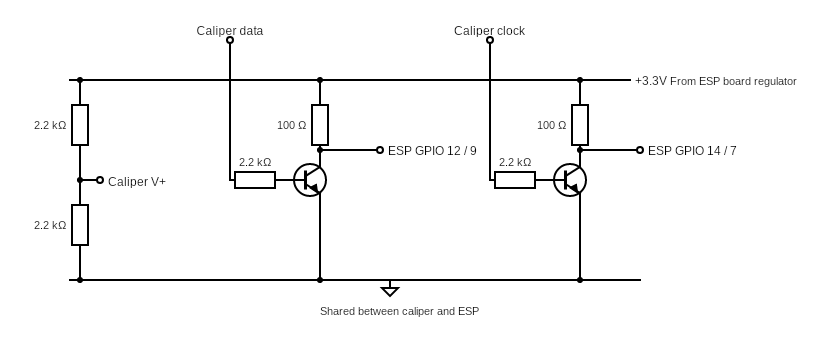 Caliper data
Caliper clock
+3.3V From ESP board regulator
2.2 kΩ
100 Ω
100 Ω
ESP GPIO 12 / 9
ESP GPIO 14 / 7
2.2 kΩ
2.2 kΩ
Caliper V+
2.2 kΩ
Shared between caliper and ESP